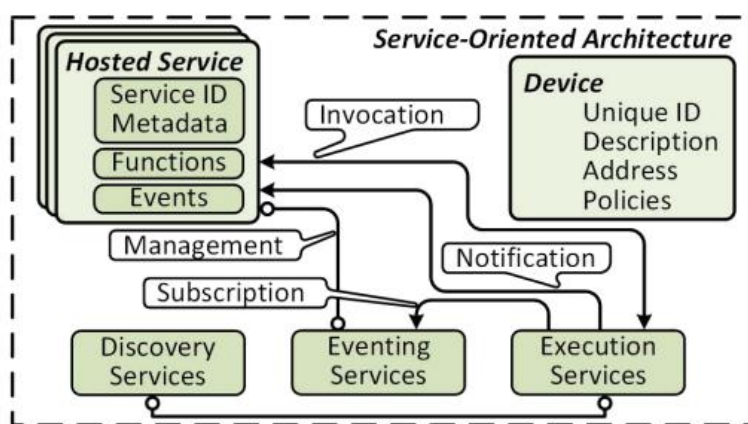 Service-Oriented Architecture
Hosted Service
Service ID
Metadata
Functions
Events
Invocation
Device
Unique ID
Description
Address
Policies
Management
Notification
Subscription
Discovery
Services
Eventing
Services
Execution
Services